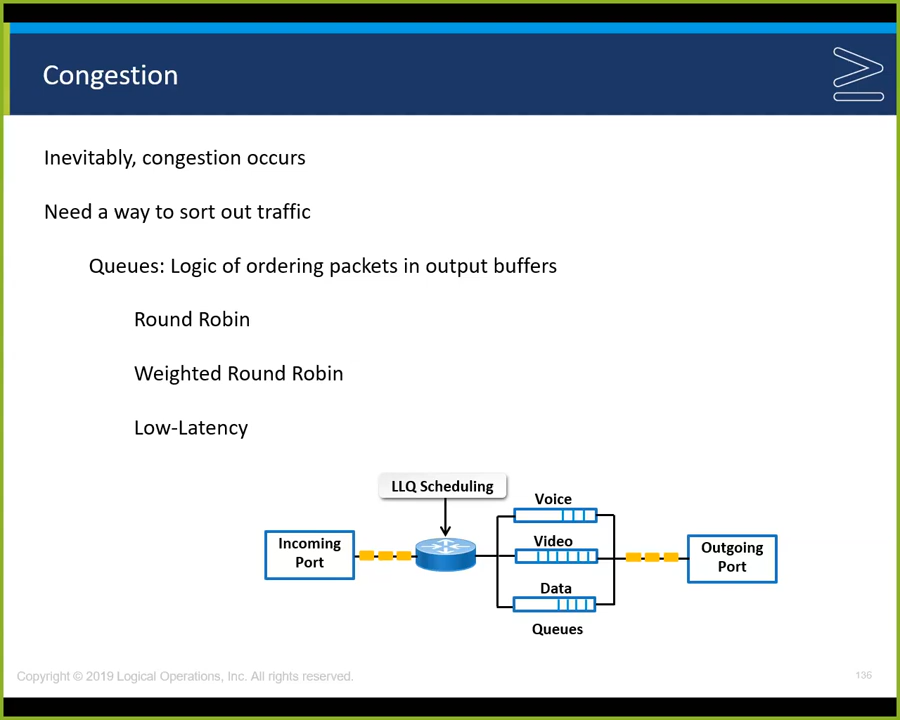 Congestion
Inevitably, congestion occurs
Need a way to sort out traffic
Queues: Logic of ordering packets in output buffers
Round Robin
Weighted Round Robin
Low-Latency
LLQ Scheduling
Voice
Incoming
Port
Video
Outgoing
Port
Data
Queues
Copyright © 2019 Logical Operations, Inc. All rights reserved.
136